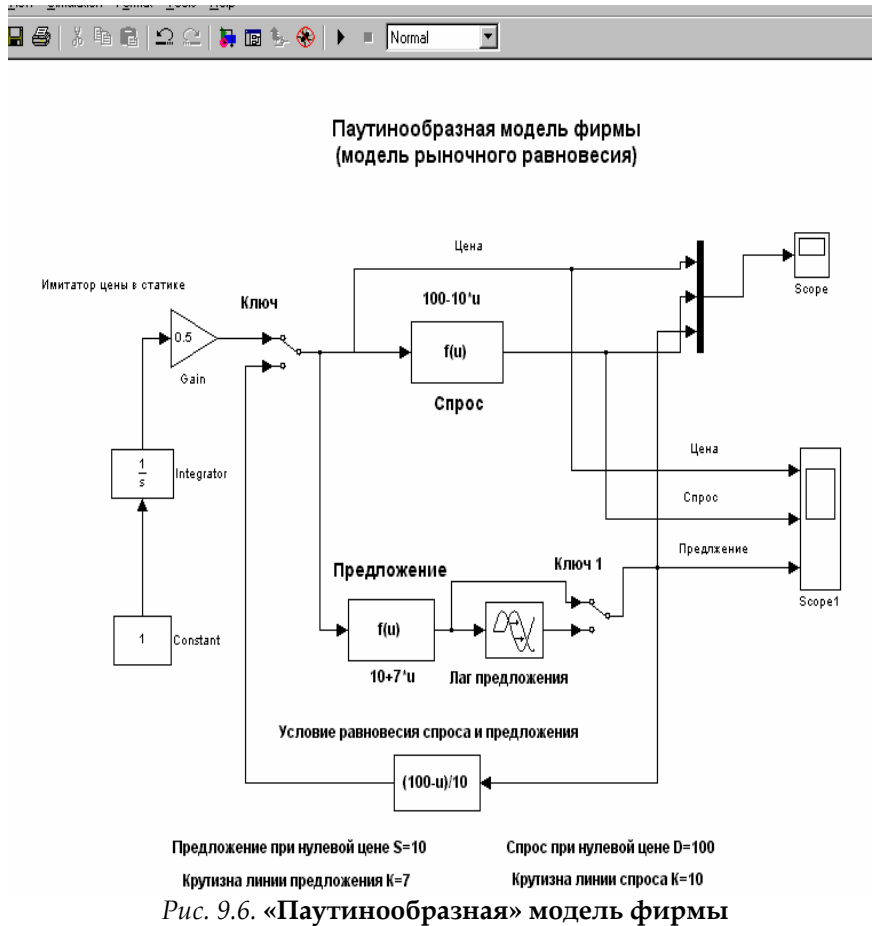 Normal
Паутинообразная модель фирмы
(модель рыночного равновесия)
Цена
Имитатор цены в статике
Ключ
100-10*u
Scope
0.5
f(u)
Gain
Спрос
Цена
1
s
Integrator
Спрос
Предложение
Ключ 1
Предлжение
Scope1
1
Constant
f(u)
10+7*u
Лаг предложения
Условие равновесия спроса и предложения
(100-u)/10
Предложение при нулевой цене S=10
Спрос при нулевой цене D=100
Крутизна линии предложения К=7
Крутизна линии спроса К=10
Рис. 9.6. «Паутинообразная» модель фирмы